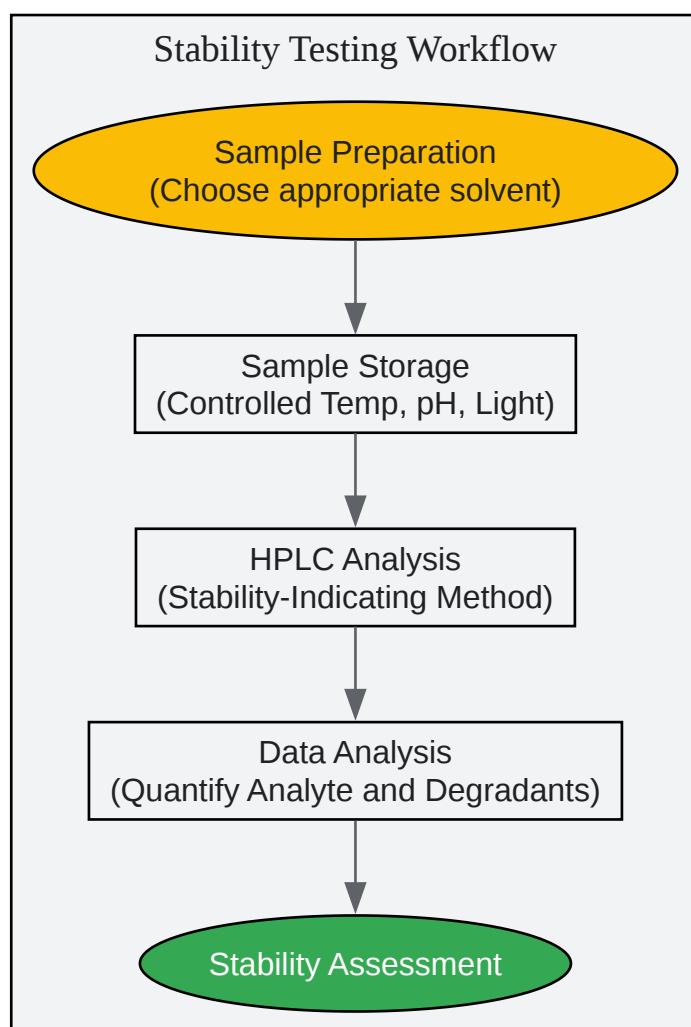 Stability Testing Workflow
Sample Preparation
(Choose appropriate solvent)
Sample Storage
(Controlled Temp, pH, Light)
HPLC Analysis
(Stability-Indicating Method)
Data Analysis
(Quantify Analyte and Degradants)
Stability Assessment